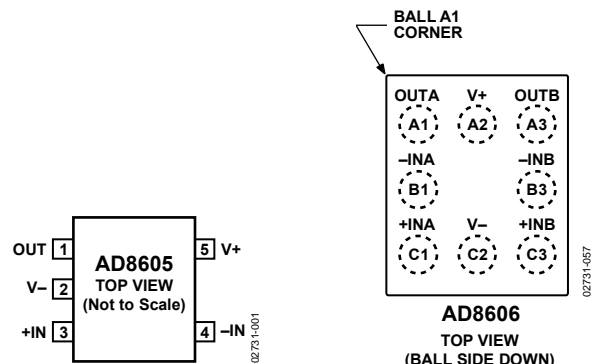 BALL A1
CORNER
OUTA V+ OUTB
A1 A2 A3
–INA –INB
B1 B3
+INA V– +INB
C1 C2 C3
02731-057
AD8606
TOP VIEW
(BALL SIDE DOWN)
OUT 1 5 V+
AD8605
TOP VIEW
(Not to Scale)
V– 2
+IN 3 4 –IN
02731-001